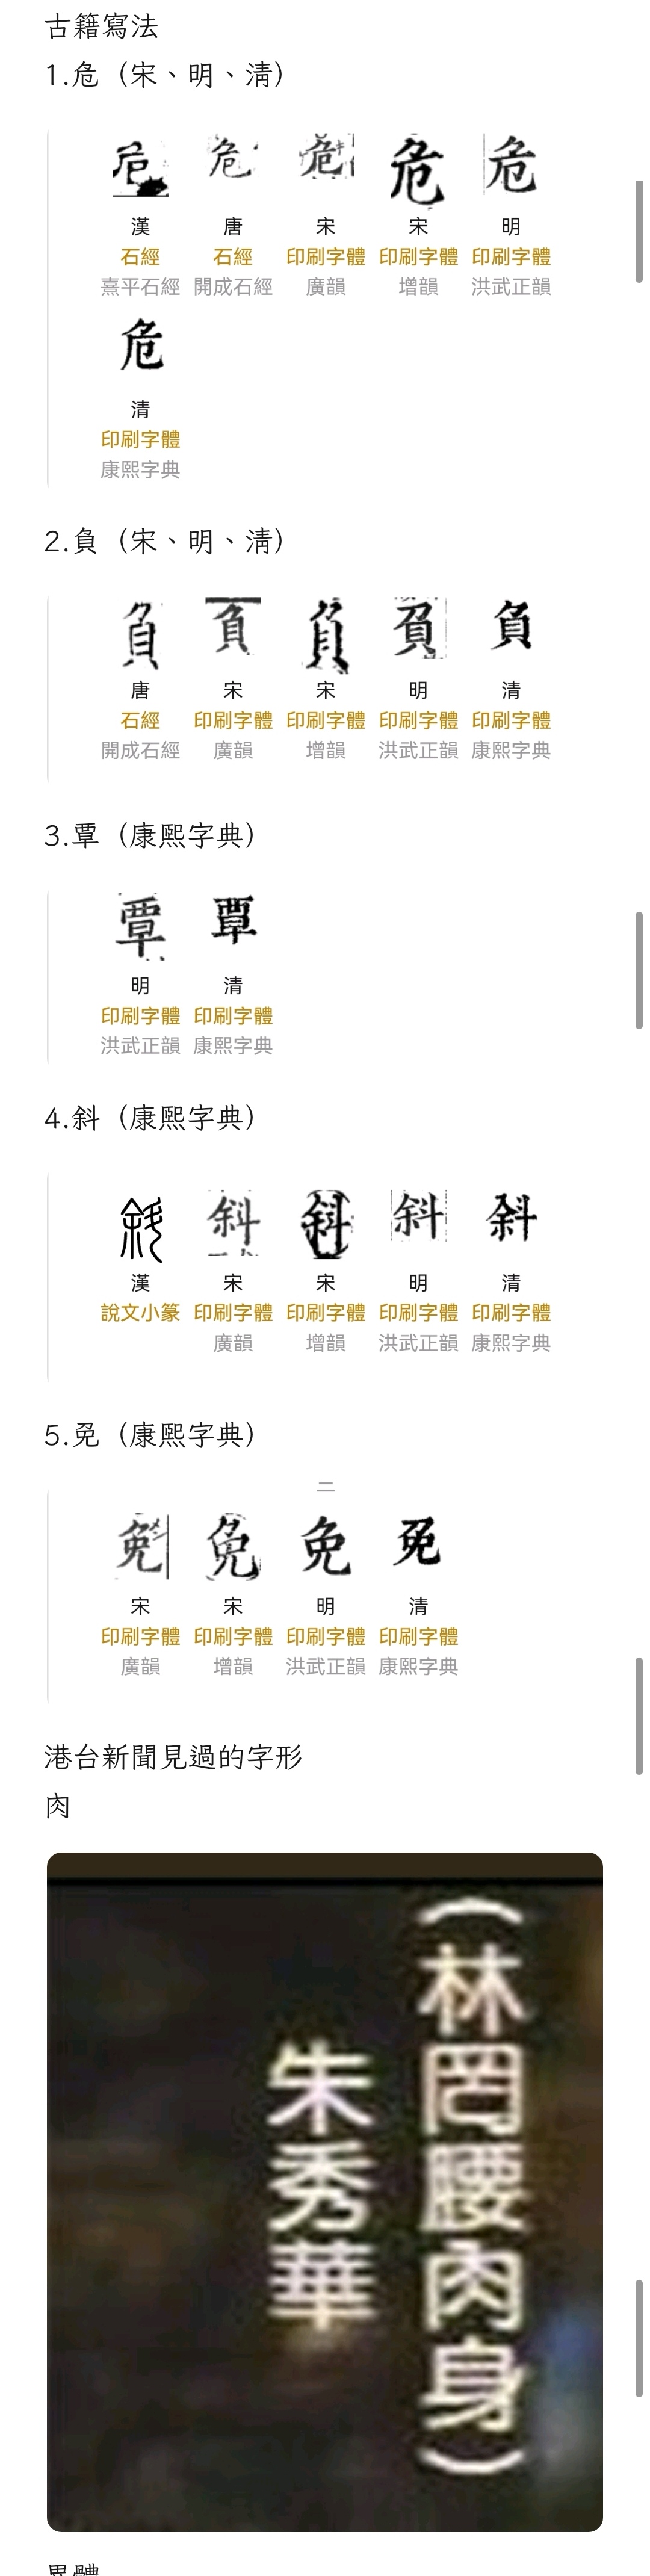 古籍寫法
1.危（宋、明、淸）
危 危 危 危 危
漢 唐 宋 宋 明
石經 石經 印刷字體 印刷字體 印刷字體
熹平石經 開成石經 廣韻 增韻 洪武正韻
危
清
印刷字體
康熙字典
2.負（宋、明、淸）
負 負 負 負 負
唐 宋 宋 明 清
石經 印刷字體 印刷字體 印刷字體 印刷字體
開成石經 廣韻 增韻 洪武正韻 康熙字典
3.覃（康熙字典）
覃 覃
明 清
印刷字體 印刷字體
洪武正韻 康熙字典
4.斜（康熙字典）
斜 斜 斜 斜 斜
漢 宋 宋 明 清
說文小篆 印刷字體 印刷字體 印刷字體 印刷字體
廣韻 增韻 洪武正韻 康熙字典
5.免（康熙字典）
免 免 免 免
宋 宋 明 清
印刷字體 印刷字體 印刷字體 印刷字體
廣韻 增韻 洪武正韻 康熙字典
港台新聞見過的字形
肉
（林罔腰肉身）
朱秀華